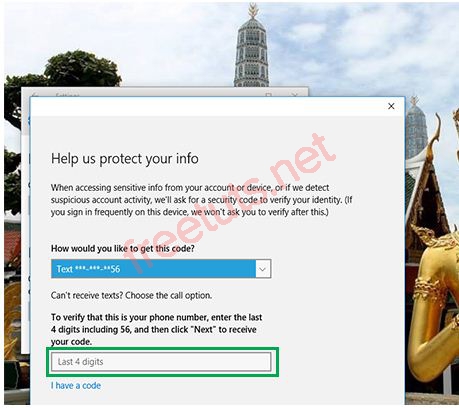 Settings
Help us protect your info
When accessing sensitive info from your account or device, or if we detect
suspicious account activity, we'll ask for a security code to verify your identity. (If
you sign in frequently on this device, we won't ask you to verify after this.)
How would you like to get this code?
Text ***-***-**56
Can't receive texts? Choose the call option.
To verify that this is your phone number, enter the last
4 digits including 56, and then click "Next" to receive
your code.
Last 4 digits
I have a code
freetuts.net